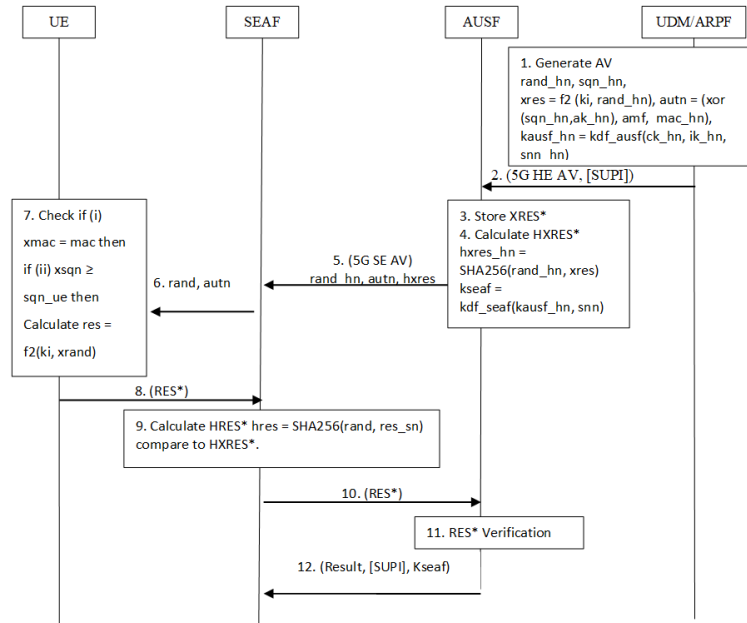 UE
SEAF
AUSF
UDM/ARPF
1. Generate AV
rand_hn, sqn_hn,
xres = f2 (ki, rand_hn), autn = (xor
(sqn_hn,ak_hn), amf, mac_hn),
kausf_hn = kdf_ausf(ck_hn, ik_hn,
snn_hn)
2. (5G HE AV, [SUPI])
3. Store XRES*
4. Calculate HXRES*
hxres_hn =
SHA256(rand_hn, xres)
kseaf =
kdf_seaf(kausf_hn, snn)
5. (5G SE AV)
rand_hn, autn, hxres
6. rand, autn
7. Check if (i)
xmac = mac then
if (ii) xsqn ≥
sqn_ue then
Calculate res =
f2(ki, xrand)
8. (RES*)
9. Calculate HRES* hres = SHA256(rand, res_sn)
compare to HXRES*.
10. (RES*)
11. RES* Verification
12. (Result, [SUPI], Kseaf)